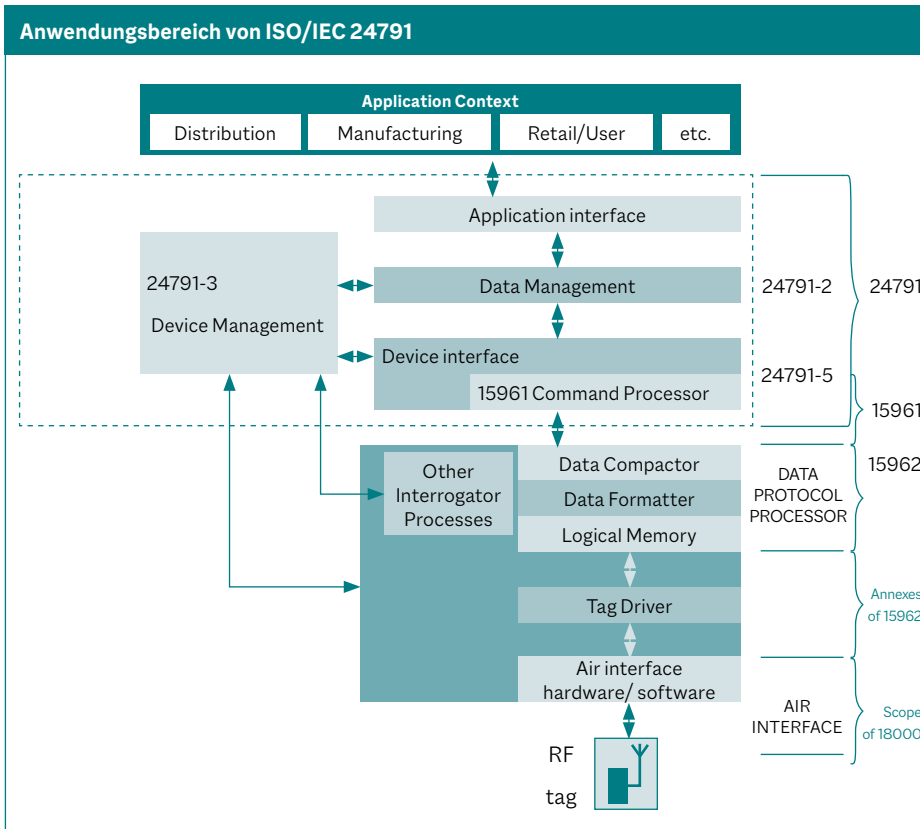 Anwendungsbereich von ISO/IEC 24791
Application Context
Distribution
Manufacturing
Retail/User
etc.
Application interface
24791-3
Device Management
Data Management
24791-2
24791
Device interface
15961 Command Processor
24791-5
15961
Other
Interrogator
Processes
Data Compactor
Data Formatter
Logical Memory
DATA
PROTOCOL
PROCESSOR
15962
Tag Driver
Annexes
of 15962
Air interface
hardware/ software
AIR
INTERFACE
Scope
of 18000
RF
tag